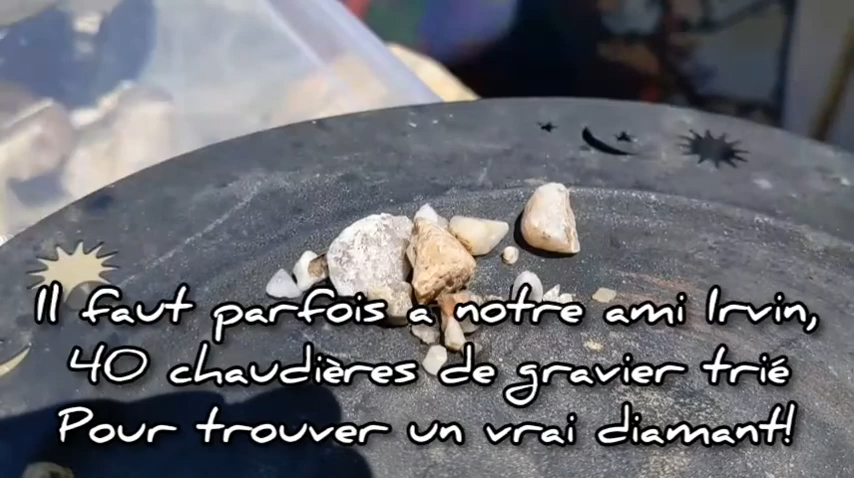 Il faut parfois a notre ami Irvin,
40 chaudières de gravier trié
Pour trouver un vrai diamant!